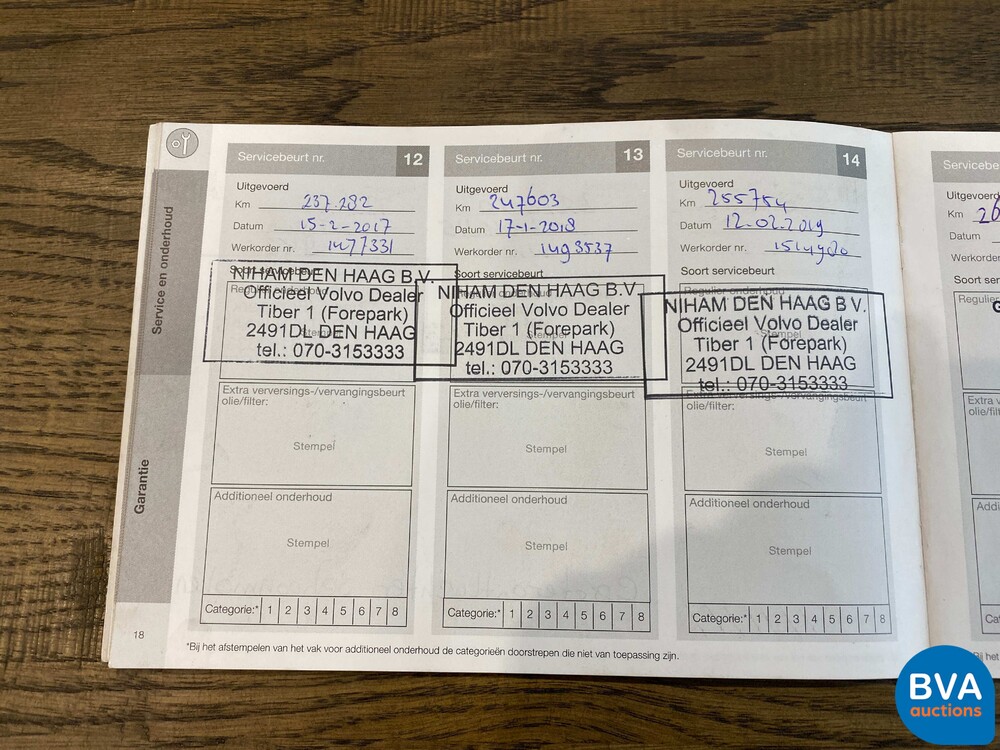 Service en onderhoud
Garantie
Servicebeurt nr. 12
Uitgevoerd
Km 237.282
Datum 15-2-2017
Werkorder nr. 1477331
Soort servicebeurt
NIHAM DEN HAAG B.V.
Officieel Volvo Dealer
Tiber 1 (Forepark)
2491DL DEN HAAG
tel.: 070-3153333
Extra verversings-/vervangingsbeurt
olie/filter:
Stempel
Additioneel onderhoud
Stempel
Categorie:* 1 2 3 4 5 6 7 8
Servicebeurt nr. 13
Uitgevoerd
Km 247603
Datum 17-1-2018
Werkorder nr. 1493537
Soort servicebeurt
NIHAM DEN HAAG B.V.
Officieel Volvo Dealer
Tiber 1 (Forepark)
2491DL DEN HAAG
tel.: 070-3153333
Extra verversings-/vervangingsbeurt
olie/filter:
Stempel
Additioneel onderhoud
Stempel
Categorie:* 1 2 3 4 5 6 7 8
Servicebeurt nr. 14
Uitgevoerd
Km 255754
Datum 12.02.2019
Werkorder nr.
Soort servicebeurt
Regulier onderhoud
NIHAM DEN HAAG B.V.
Officieel Volvo Dealer
Tiber 1 (Forepark)
2491DL DEN HAAG
tel.: 070-3153333
Extra verversings-/vervangingsbeurt
olie/filter:
Stempel
Additioneel onderhoud
Stempel
Categorie:* 1 2 3 4 5 6 7 8
18
*Bij het afstempelen van het vak voor additioneel onderhoud de categorieën doorstrepen die niet van toepassing zijn.
Uitgevoerd
Km
Datum
Soort
BVA
auctions